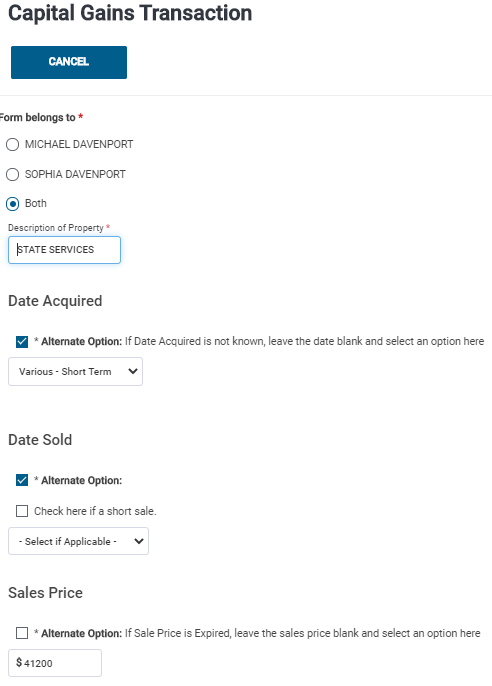 Capital Gains Transaction
CANCEL
Form belongs to *
MICHAEL DAVENPORT
SOPHIA DAVENPORT
Both
Description of Property *
STATE SERVICES
Date Acquired
* Alternate Option: If Date Acquired is not known, leave the date blank and select an option here
Various - Short Term
Date Sold
* Alternate Option:
Check here if a short sale.
- Select if Applicable -
Sales Price
* Alternate Option: If Sale Price is Expired, leave the sales price blank and select an option here
$ 41200